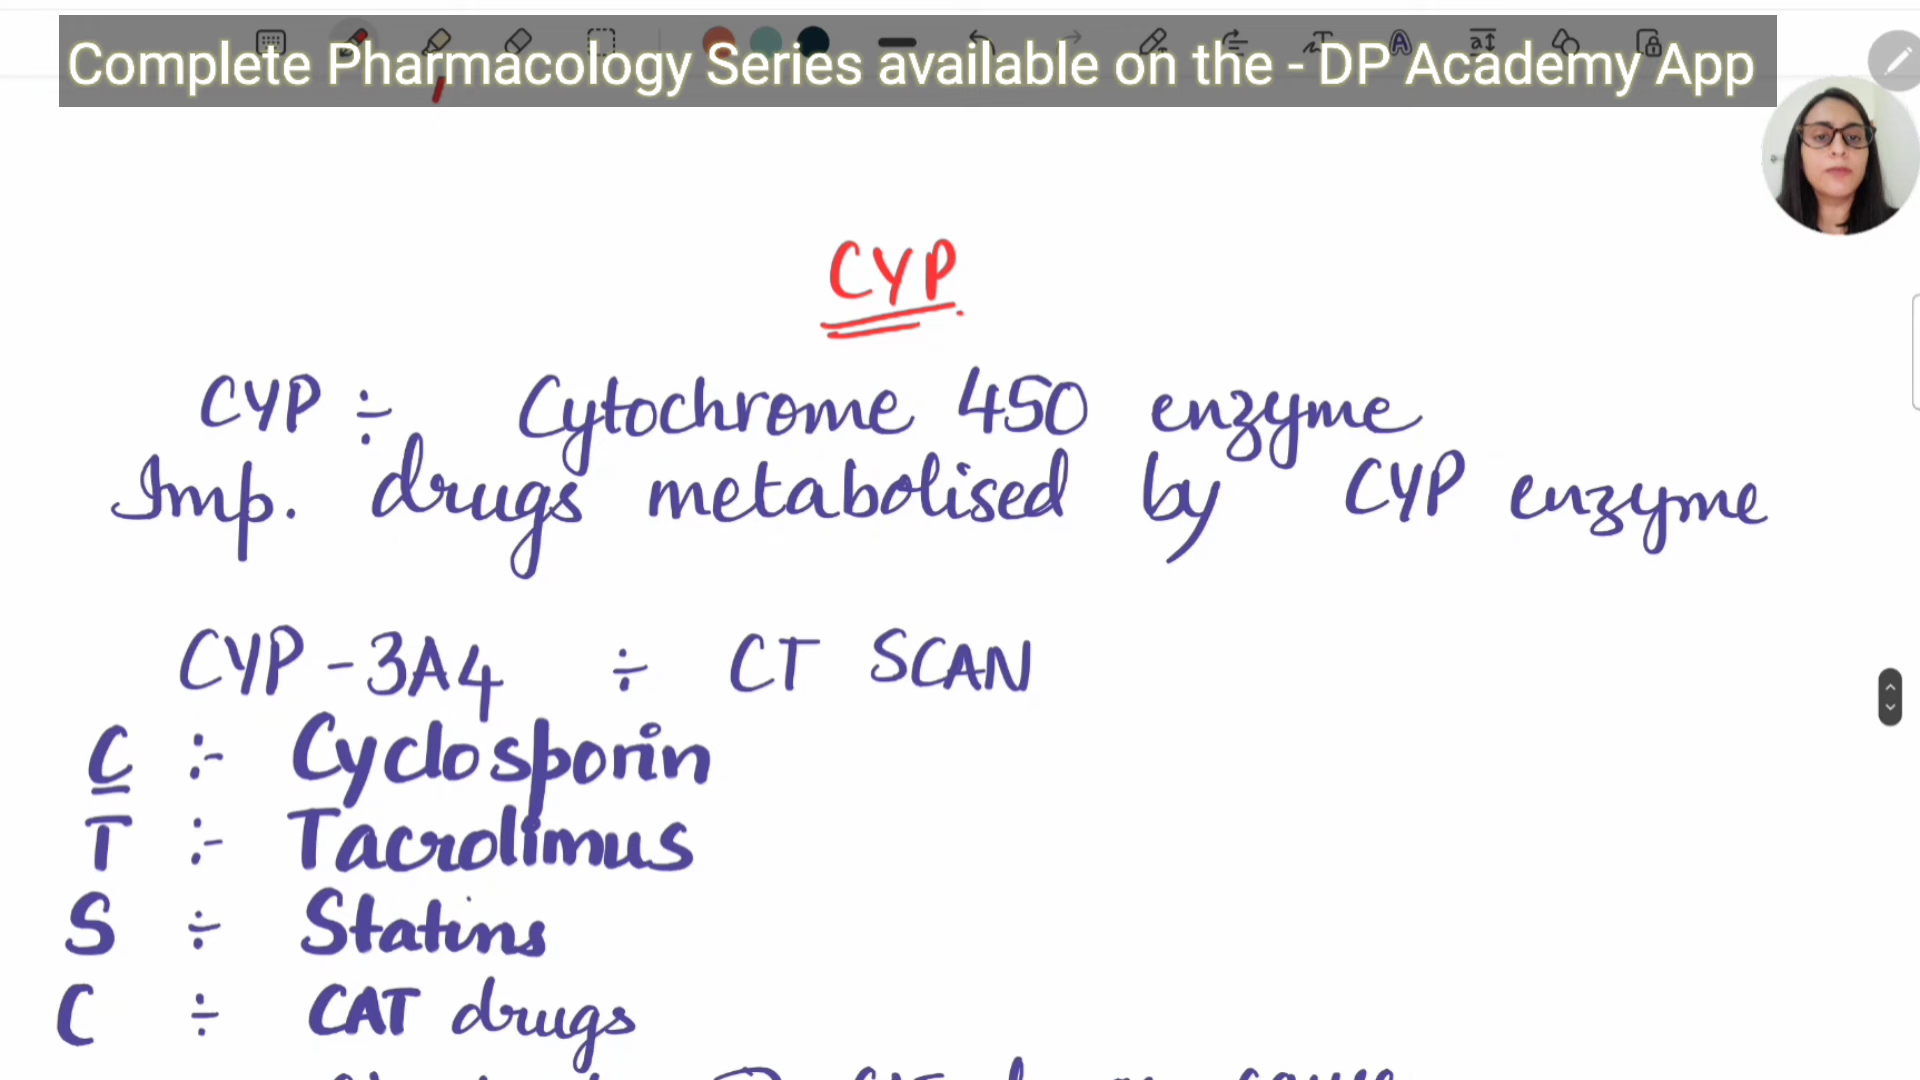 Complete Pharmacology Series available on the - DP Academy App
CYP
CYP ÷ Cytochrome 450 enzyme
Imp. drugs metabolised by CYP enzyme
CYP-3A4 ÷ CT SCAN
C :- Cyclosporin
T :- Tacrolimus
S ÷ Statins
C ÷ CAT drugs